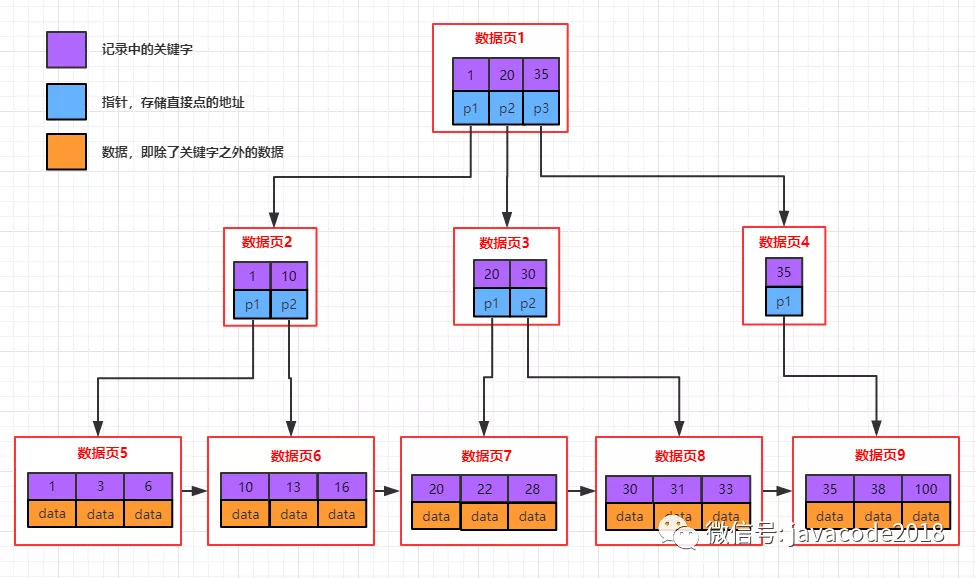 记录中的关键字
指针，存储直接点的地址
数据，即除了关键字之外的数据
数据页1
1 20 35
p1 p2 p3
数据页2
1 10
p1 p2
数据页3
20 30
p1 p2
数据页4
35
p1
数据页5
1 3 6
data data data
数据页6
10 13 16
data data data
数据页7
20 22 28
data data data
数据页8
30 31 33
data data data
数据页9
35 38 100
data data data
微信号: javacode2018